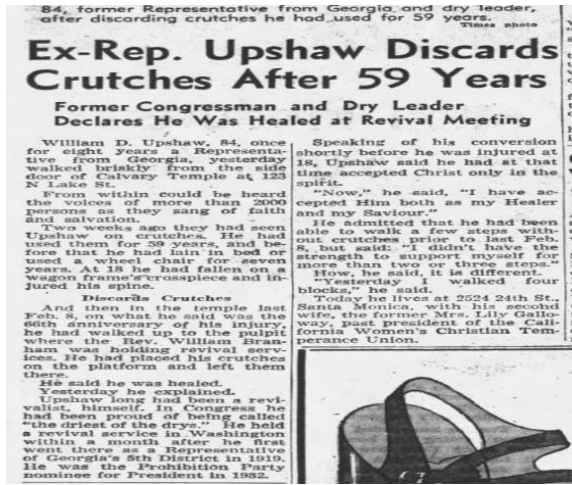 84, former Representative from Georgia and dry leader,
after discarding crutches he had used for 59 years.
Times photo
Ex-Rep. Upshaw Discards
Crutches After 59 Years
Former Congressman and Dry Leader
Declares He Was Healed at Revival Meeting
William D. Upshaw, 84, once
for eight years a Representa-
tive from Georgia, yesterday
walked briskly from the side
door of Calvary Temple at 123
N Lake St.
From within could be heard
the voices of more than 2000
persons as they sang of faith
and salvation.
Two weeks ago they had seen
Upshaw on crutches. He had
used them for 59 years, and be-
fore that he had lain in bed or
used a wheel chair for seven
years. At 18 he had fallen on a
wagon frame's crosspiece and in-
jured his spine.
Discards Crutches
And then in the temple last
Feb. 8, on what he said was the
66th anniversary of his injury,
he had walked up to the pulpit
where the Rev. William Bran-
ham was holding revival serv-
ices. He had placed his crutches
on the platform and left them
there.
He said he was healed.
Yesterday he explained.
Upshaw long had been a revi-
valist, himself. In Congress he
had been proud of being called
"the driest of the drys." He held
a revival service in Washington
within a month after he first
went there as a Representative
of Georgia's 5th District in 1919.
He was the Prohibition Party
nominee for President in 1932.
Speaking of his conversion
shortly before he was injured at
18, Upshaw said he had at that
time accepted Christ only in the
spirit.
"Now," he said, "I have ac-
cepted Him both as my Healer
and my Saviour."
He admitted that he had been
able to walk a few steps with-
out crutches prior to last Feb.
8, but said: "I didn't have the
strength to support myself for
more than two or three steps."
How, he said, it is different.
"Yesterday I walked four
blocks," he said.
Today he lives at 2524 24th St.,
Santa Monica, with his second
wife, the former Mrs. Lily Gallo-
way, past president of the Cali-
fornia Women's Christian Tem-
perance Union.